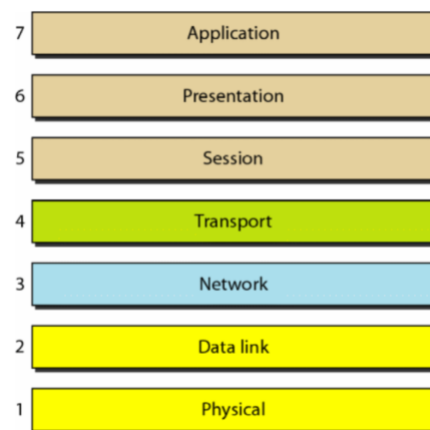 7 Application
6 Presentation
5 Session
4 Transport
3 Network
2 Data link
1 Physical